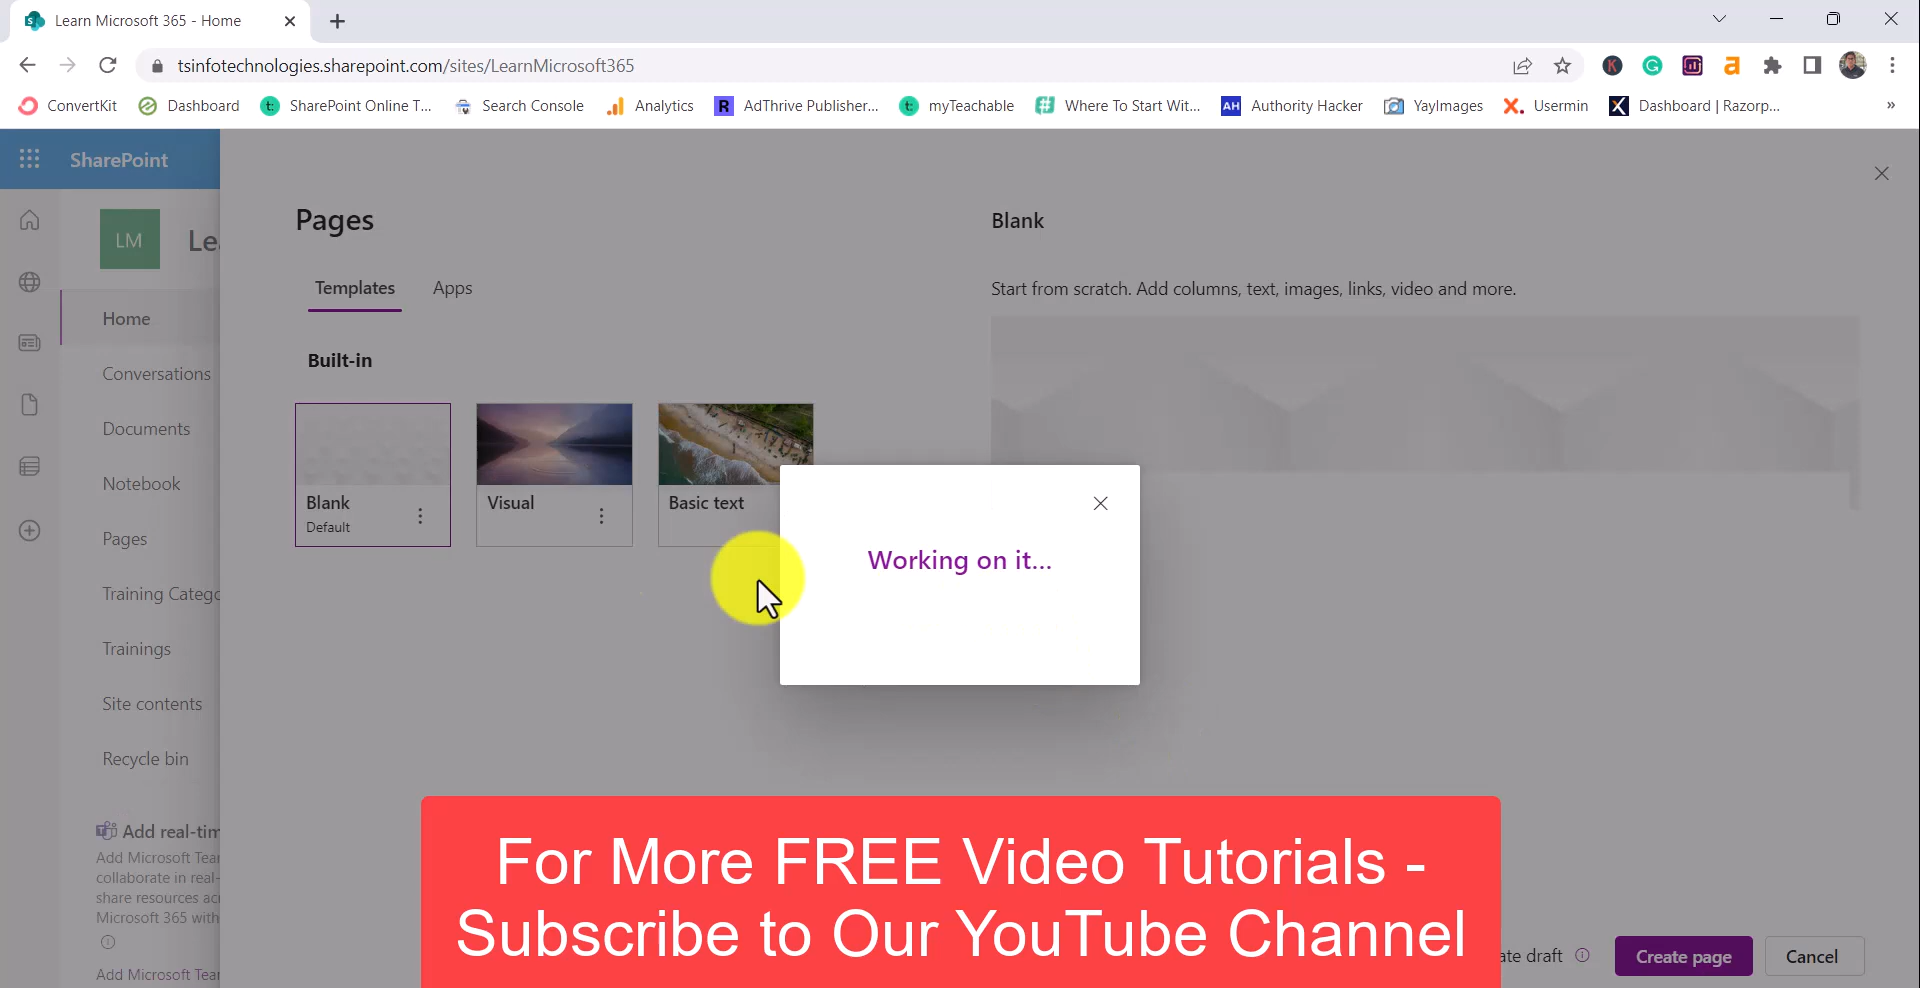 Learn Microsoft 365 - Home
tsinfotechnologies.sharepoint.com/sites/LearnMicrosoft365
ConvertKit
Dashboard
SharePoint Online T...
Search Console
Analytics
AdThrive Publisher...
myTeachable
Where To Start Wit...
Authority Hacker
YayImages
Usermin
Dashboard | Razorp...
SharePoint
LM
Le
Home
Conversations
Documents
Notebook
Pages
Training Catego
Trainings
Site contents
Recycle bin
Add real-tim
Add Microsoft Tear
collaborate in real-
share resources ac
Microsoft 365 with
Add Microsoft Tear
Pages
Templates
Apps
Built-in
Blank
Default
Visual
Basic text
Blank
Start from scratch. Add columns, text, images, links, video and more.
Working on it...
For More FREE Video Tutorials -
Subscribe to Our YouTube Channel
ate draft
Create page
Cancel